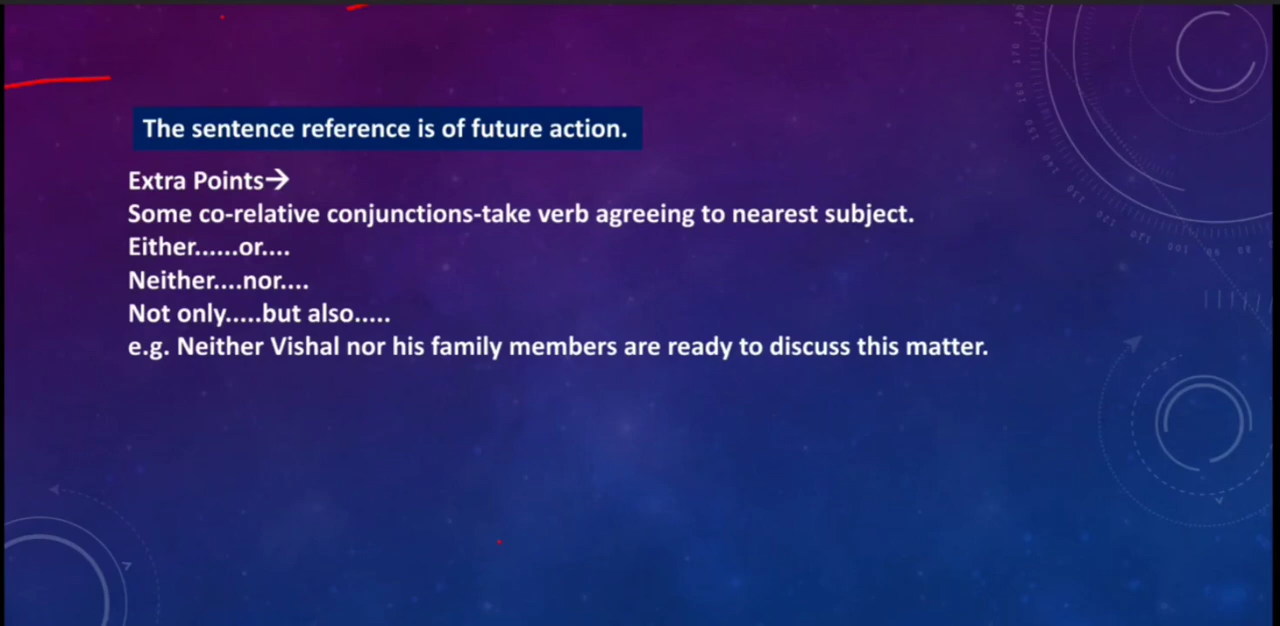 The sentence reference is of future action.
Extra Points→
Some co-relative conjunctions-take verb agreeing to nearest subject.
Either......or....
Neither....nor....
Not only.....but also.....
e.g. Neither Vishal nor his family members are ready to discuss this matter.